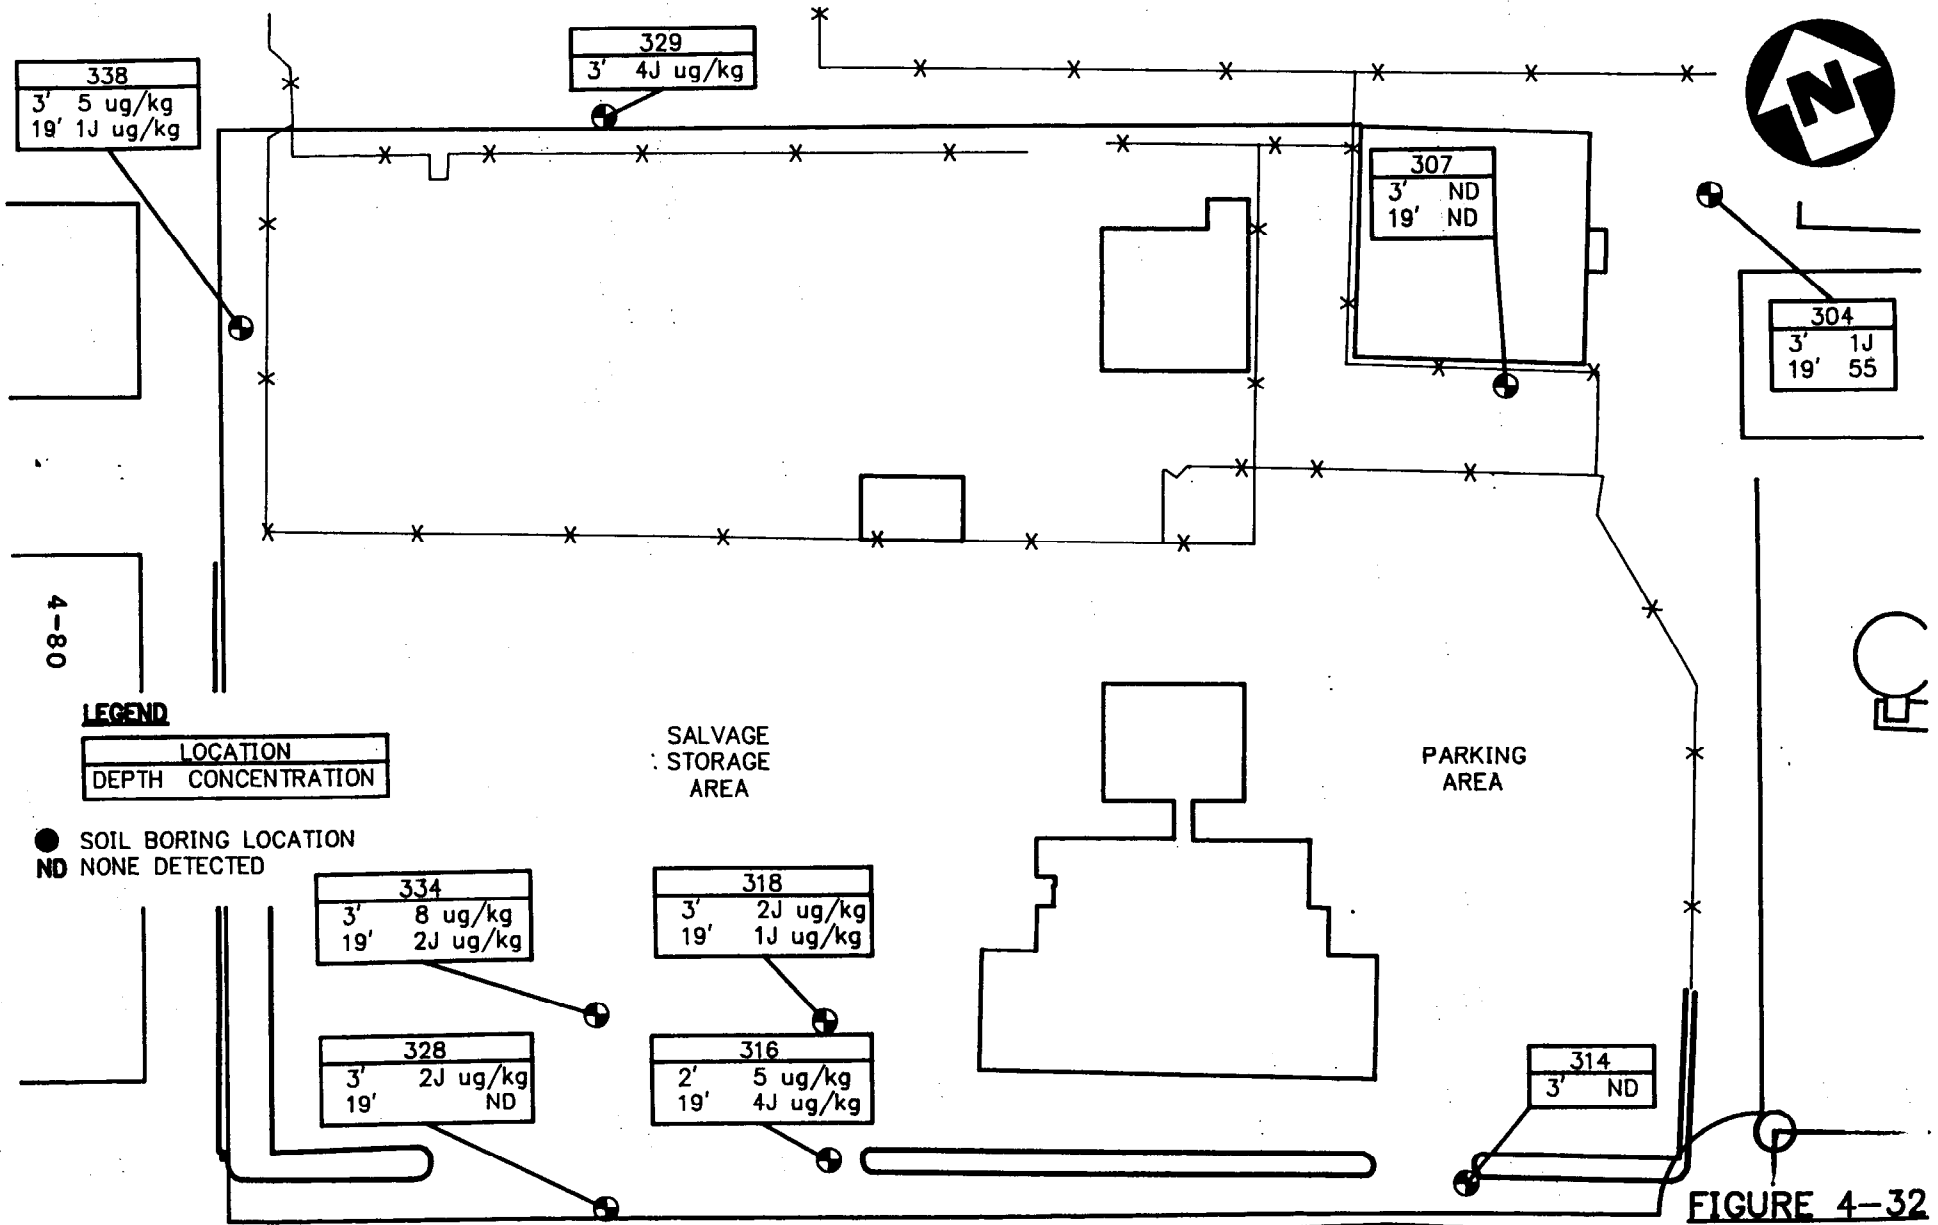 329
3' 4J ug/kg
338
3' 5 ug/kg
19' 1J ug/kg
N
307
3' ND
19' ND
304
3' 1J
19' 55
4-80
LEGEND
LOCATION
DEPTH CONCENTRATION
SOIL BORING LOCATION
ND NONE DETECTED
SALVAGE
STORAGE
AREA
PARKING
AREA
334
3' 8 ug/kg
19' 2J ug/kg
318
3' 2J ug/kg
19' 1J ug/kg
328
3' 2J ug/kg
19' ND
316
2' 5 ug/kg
19' 4J ug/kg
314
3' ND
FIGURE 4-32